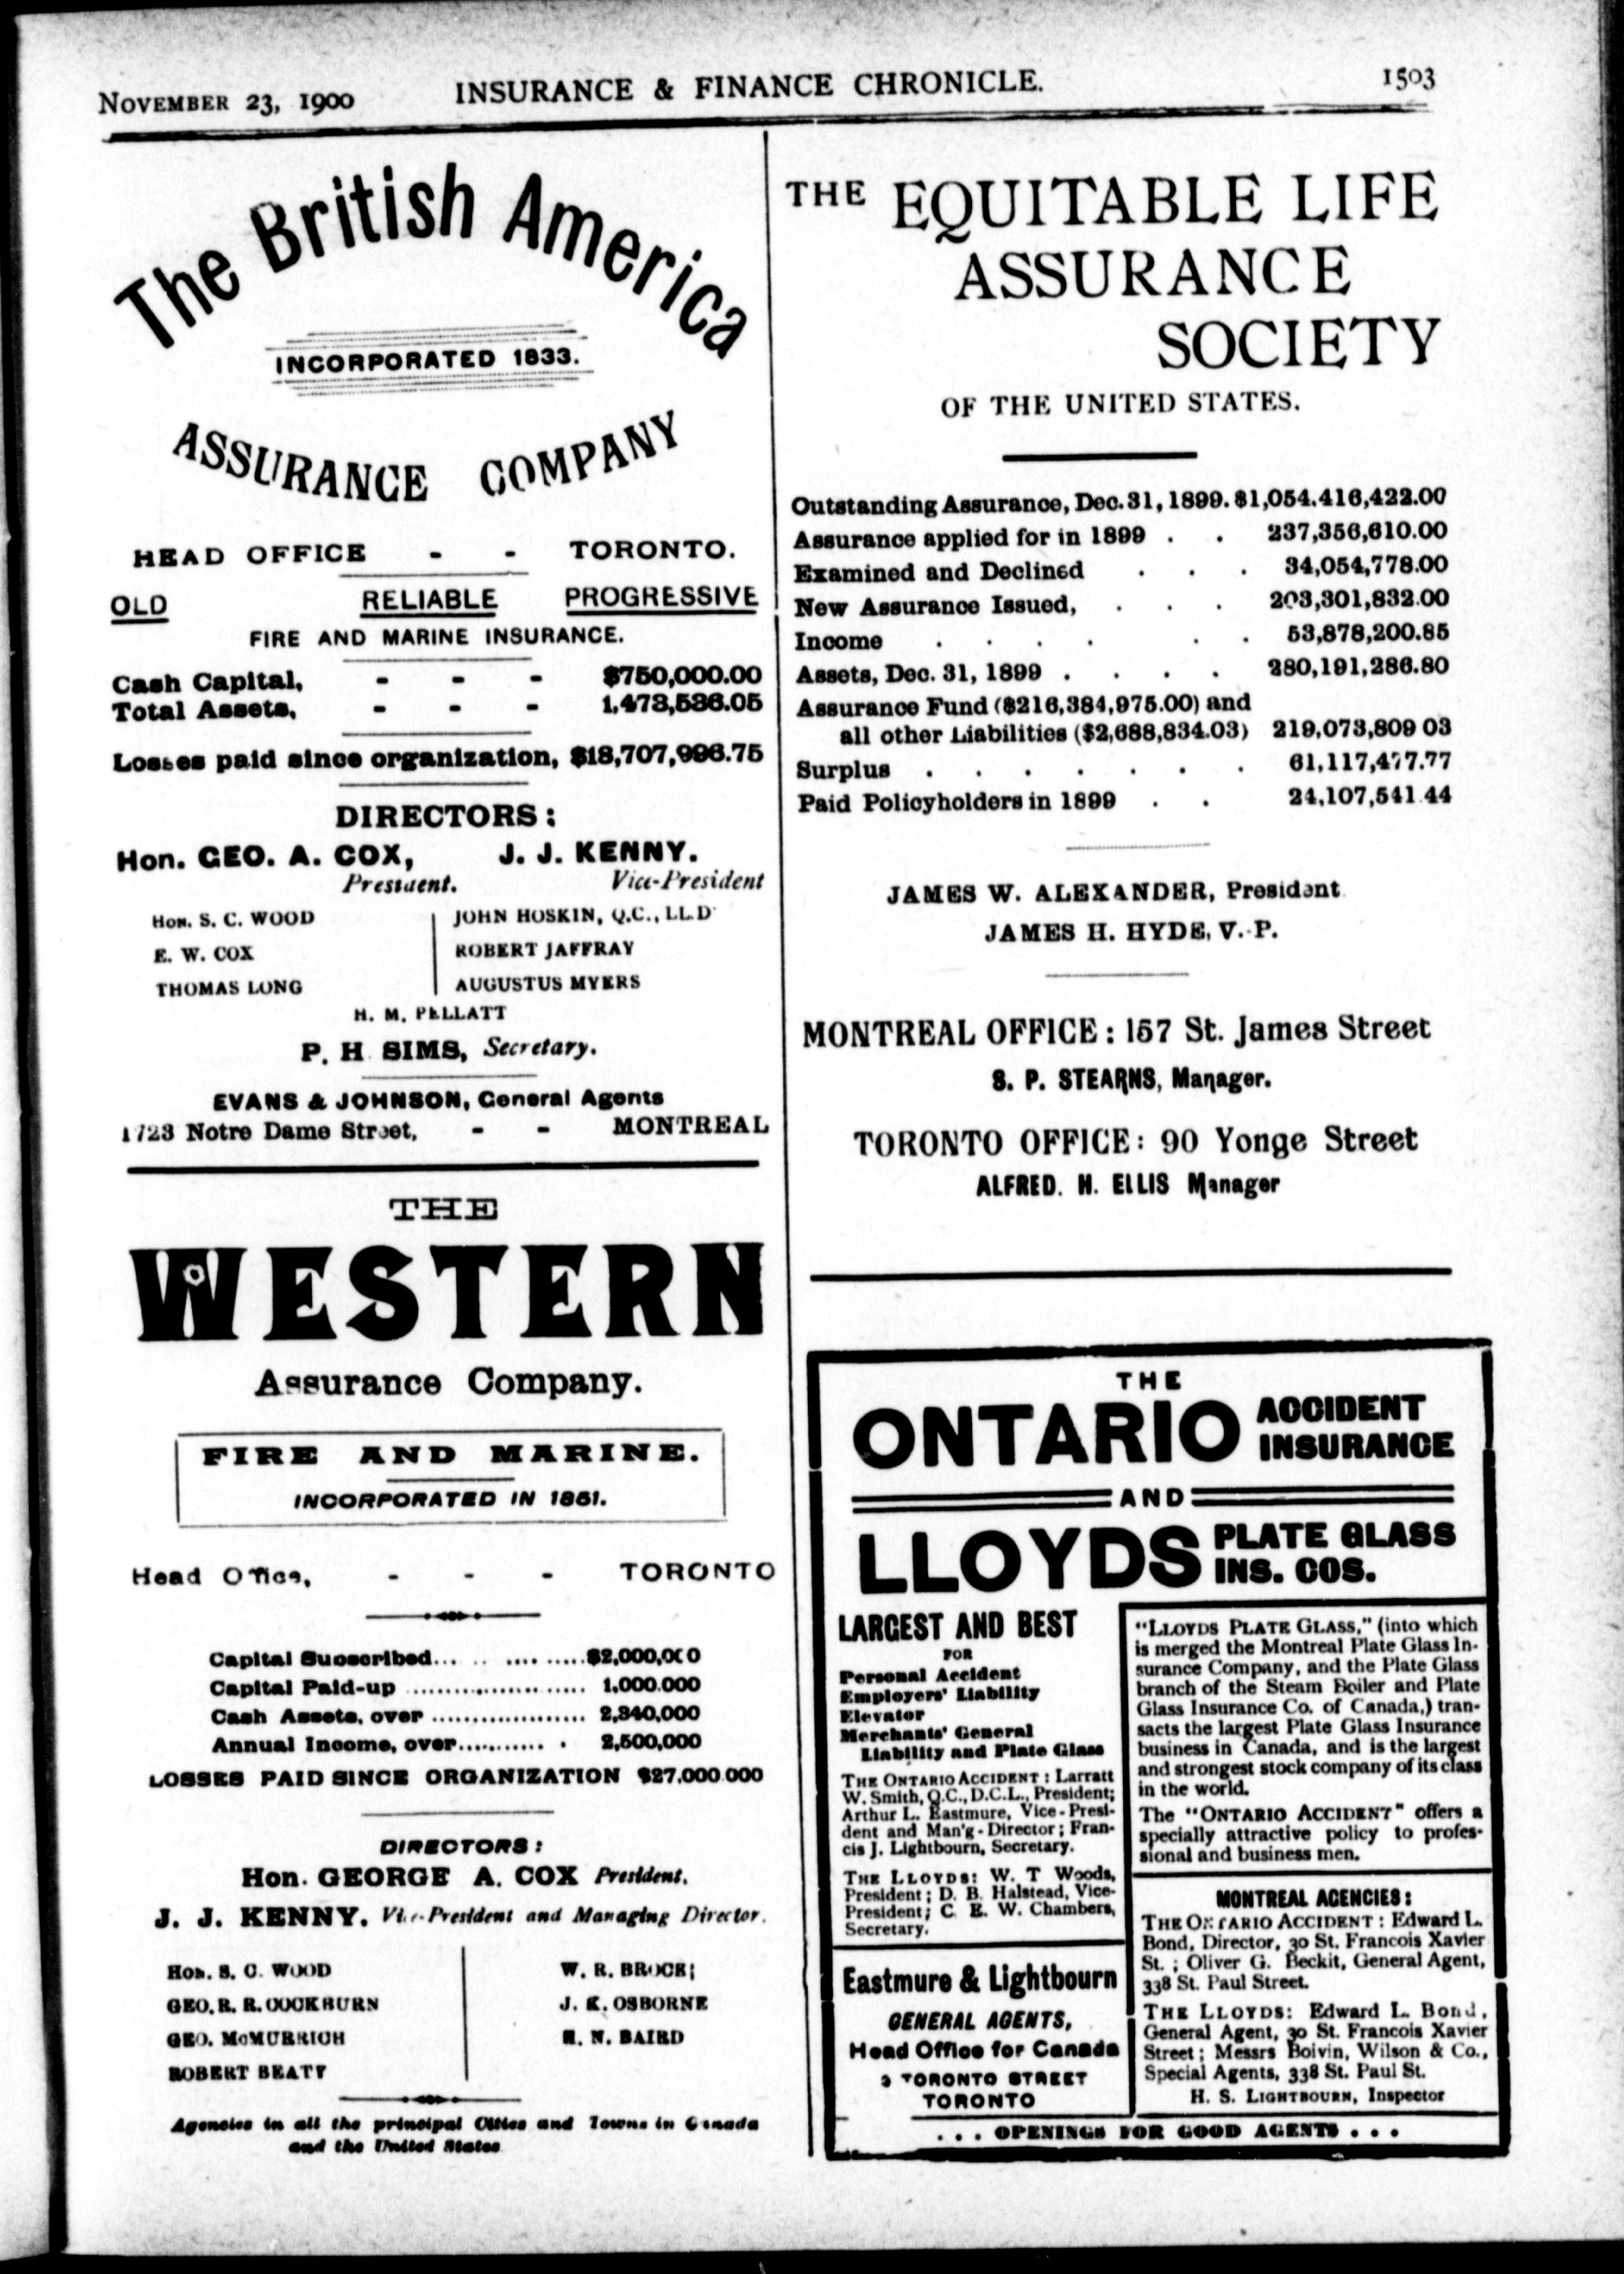 NOVEMBER 23, 1900 INSURANCE & FINANCE CHRONICLE. 1503
The British America
INCORPORATED 1833.
ASSURANCE COMPANY
HEAD OFFICE - - TORONTO.
OLD RELIABLE PROGRESSIVE
FIRE AND MARINE INSURANCE.
Cash Capital, - - - $750,000.00
Total Assets, - - - 1,473,536.05
Losses paid since organization, $18,707,996.75
DIRECTORS:
Hon. GEO. A. COX, J. J. KENNY.
President. Vice-President
HON. S. C. WOOD JOHN HOSKIN, Q.C., LL.D
E. W. COX ROBERT JAFFRAY
THOMAS LONG AUGUSTUS MYERS
H. M. PELLATT
P. H SIMS, Secretary.
EVANS & JOHNSON, General Agents
1723 Notre Dame Street, - - MONTREAL
THE
WESTERN
Assurance Company.
FIRE AND MARINE.
INCORPORATED IN 1851.
Head Office, - - - TORONTO
Capital Subscribed... .. .... .....$2,000,000
Capital Paid-up ...................... 1,000.000
Cash Assets, over ................... 2,340,000
Annual Income, over........... . 2,500,000
LOSSES PAID SINCE ORGANIZATION $27,000 000
DIRECTORS:
Hon. GEORGE A. COX President.
J. J. KENNY, Vice-President and Managing Director.
HON. S. C. WOOD W. R. BROCK
GEO. R. R. COCKBURN J. K. OSBORNE
GEO. McMURRICH H. N. BAIRD
ROBERT BEATY
Agencies in all the principal Cities and Towns in Canada
and the United States
THE EQUITABLE LIFE
ASSURANCE
SOCIETY
OF THE UNITED STATES.
Outstanding Assurance, Dec. 31, 1899. $1,054,416,422.00
Assurance applied for in 1899 . . 237,356,610.00
Examined and Declined . . . 34,054,778.00
New Assurance Issued, . . . 203,301,832.00
Income . . . . . . 53,878,200.85
Assets, Dec. 31, 1899 . . . . 280,191,286.80
Assurance Fund ($216,384,975.00) and
all other Liabilities ($2,688,834.03) 219,073,809 03
Surplus . . . . . . . 61,117,477.77
Paid Policyholders in 1899 . . 24,107,541.44
JAMES W. ALEXANDER, President
JAMES H. HYDE, V.-P.
MONTREAL OFFICE: 157 St. James Street
S. P. STEARNS, Manager.
TORONTO OFFICE: 90 Yonge Street
ALFRED. H. ELLIS Manager
THE
ONTARIO ACCIDENT
INSURANCE
AND
LLOYDS PLATE GLASS
INS. COS.
LARGEST AND BEST
FOR
Personal Accident
Employers' Liability
Elevator
Merchants' General
Liability and Plate Glass
THE ONTARIO ACCIDENT: Larratt
W. Smith, Q.C., D.C.L., President;
Arthur L. Eastmure, Vice-Presi-
dent and Man'g-Director; Fran-
cis J. Lightbourn, Secretary.
THE LLOYDS: W. T Woods,
President; D. B. Halstead, Vice-
President; C. E. W. Chambers,
Secretary.
Eastmure & Lightbourn
GENERAL AGENTS,
Head Office for Canada
3 TORONTO STREET
TORONTO
"LLOYDS PLATE GLASS," (into which
is merged the Montreal Plate Glass In-
surance Company, and the Plate Glass
branch of the Steam Boiler and Plate
Glass Insurance Co. of Canada,) tran-
sacts the largest Plate Glass Insurance
business in Canada, and is the largest
and strongest stock company of its class
in the world.
The "ONTARIO ACCIDENT" offers a
specially attractive policy to profes-
sional and business men.
MONTREAL AGENCIES:
THE ONTARIO ACCIDENT: Edward L.
Bond, Director, 30 St. Francois Xavier
St.; Oliver G. Beckit, General Agent,
338 St. Paul Street.
THE LLOYDS: Edward L. Bond,
General Agent, 30 St. Francois Xavier
Street; Messrs Boivin, Wilson & Co.,
Special Agents, 338 St. Paul St.
H. S. LIGHTBOURN, Inspector
. . . OPENINGS FOR GOOD AGENTS . . .